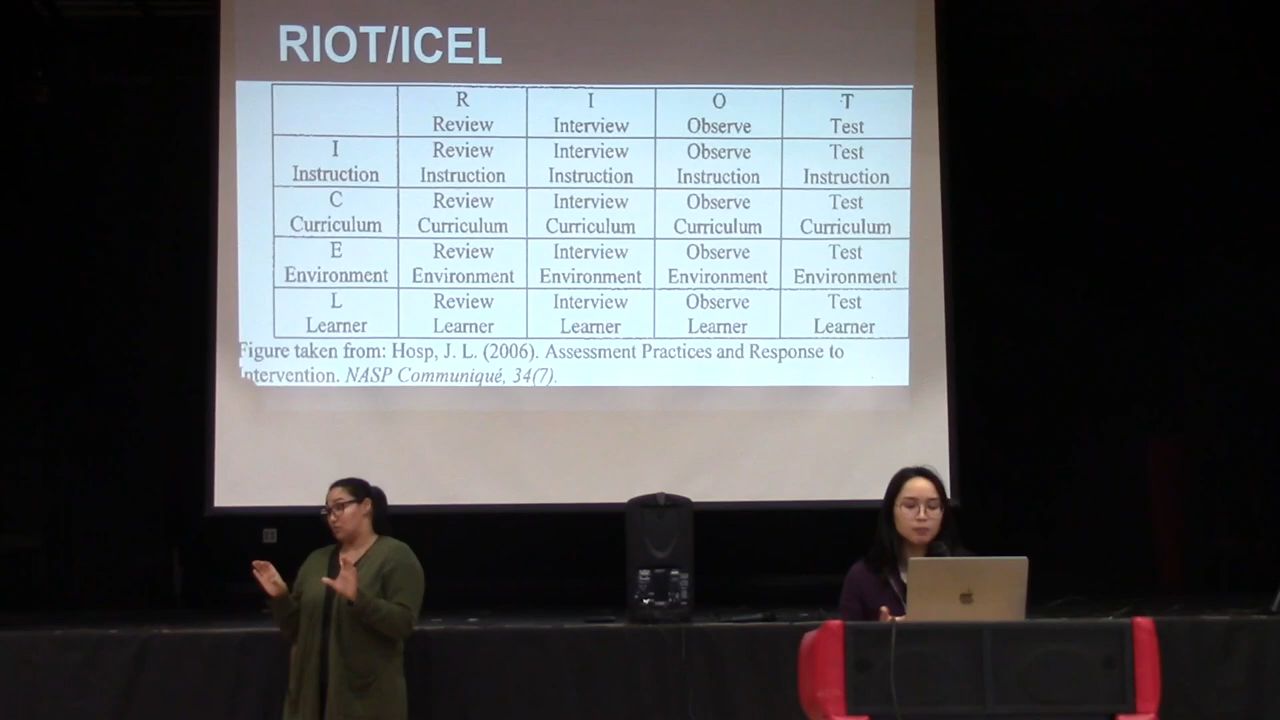 RIOT/ICEL
R I O T
Review Interview Observe Test
I Review Interview Observe Test
Instruction Instruction Instruction Instruction Instruction
C Review Interview Observe Test
Curriculum Curriculum Curriculum Curriculum Curriculum
E Review Interview Observe Test
Environment Environment Environment Environment Environment
L Review Interview Observe Test
Learner Learner Learner Learner Learner
Figure taken from: Hosp, J. L. (2006). Assessment Practices and Response to
Intervention. NASP Communiqué, 34(7).